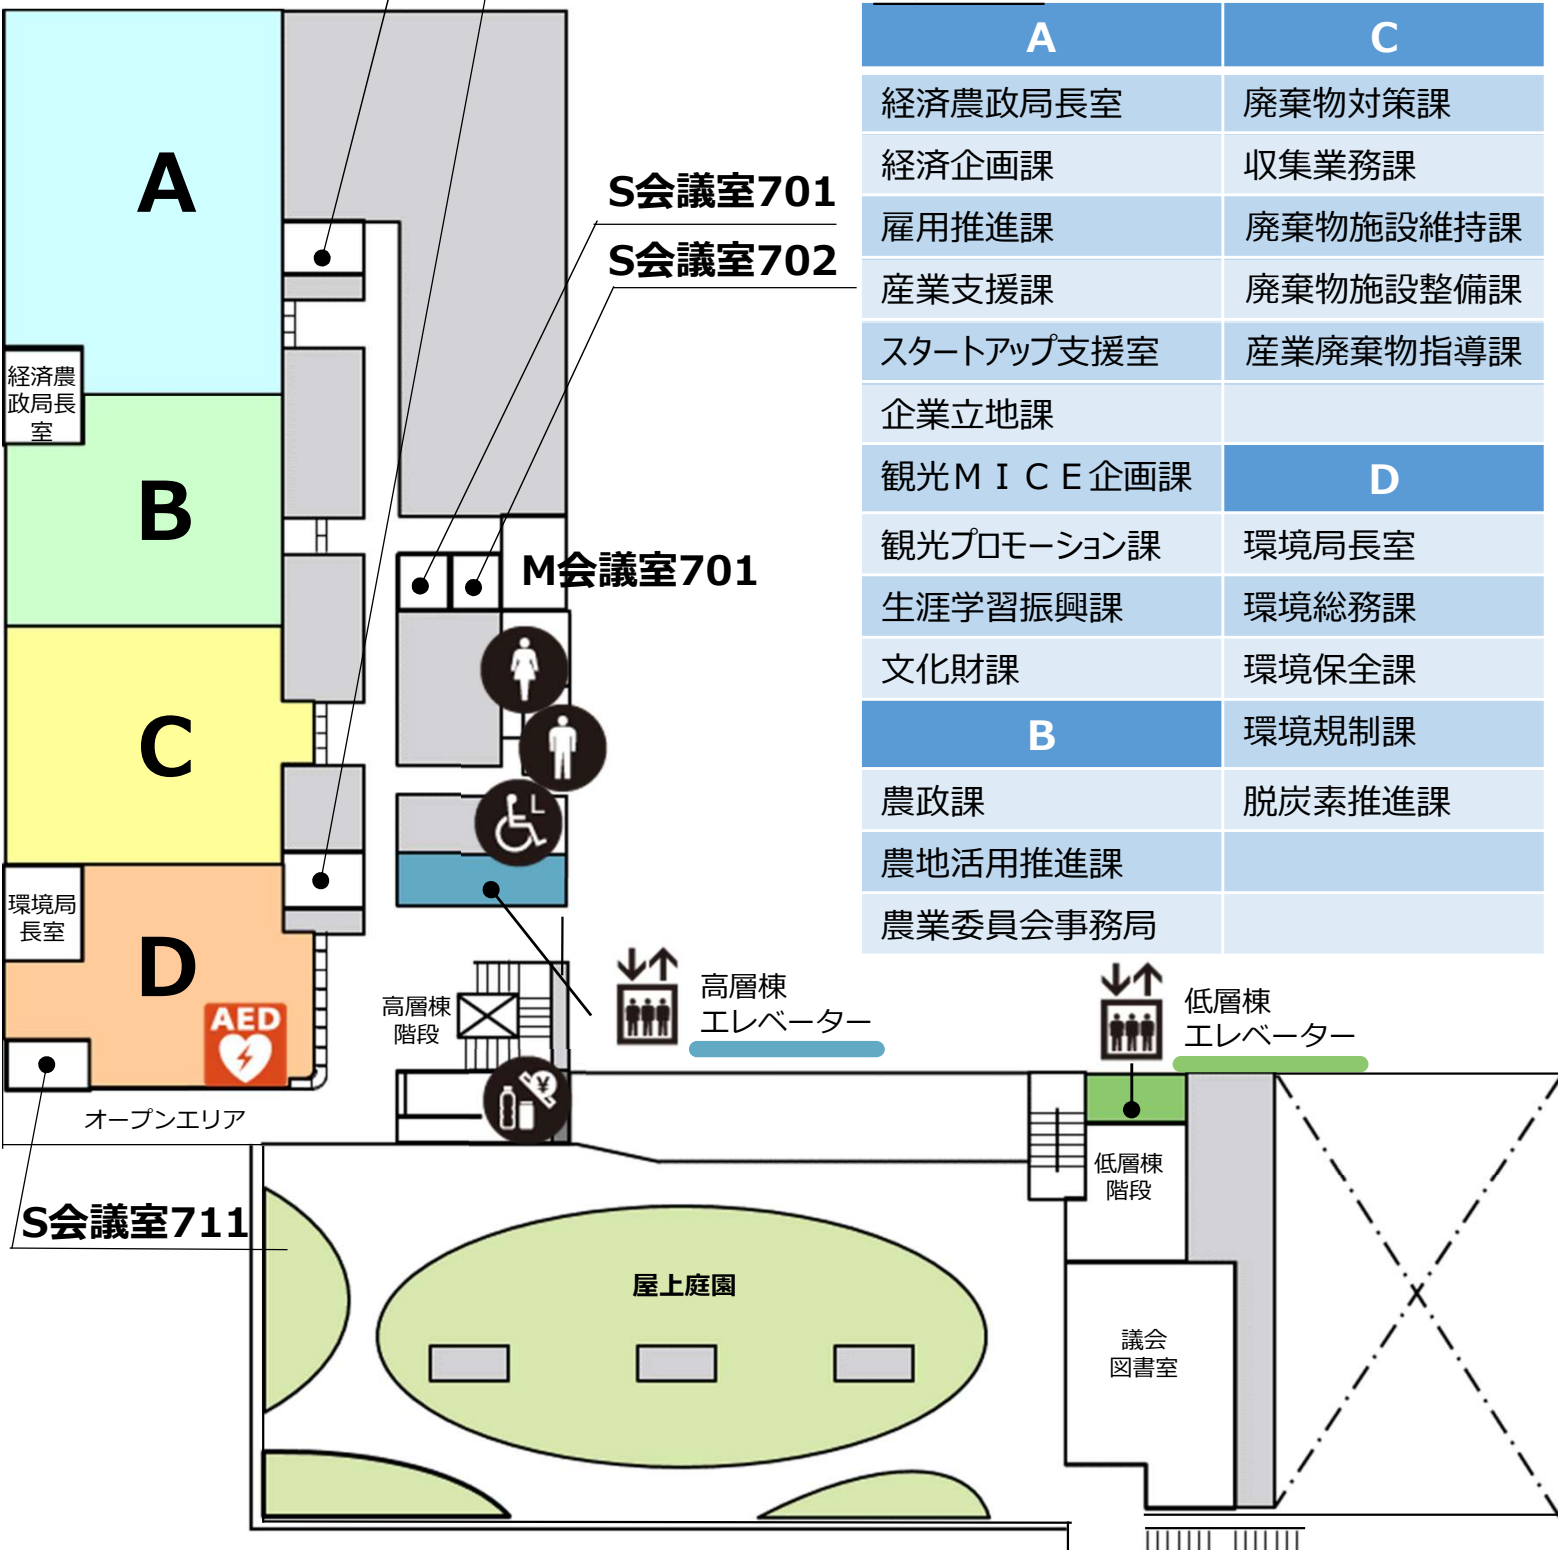 A
B
C
D
経済農
政局長
室
環境局
長室
AED
オープンエリア
S会議室701
S会議室702
M会議室701
S会議室711
高層棟
階段
高層棟
エレベーター
低層棟
エレベーター
低層棟
階段
議会
図書室
屋上庭園
L
¥
A
経済農政局長室
経済企画課
雇用推進課
産業支援課
スタートアップ支援室
企業立地課
観光ＭＩＣＥ企画課
観光プロモーション課
生涯学習振興課
文化財課
B
農政課
農地活用推進課
農業委員会事務局
C
廃棄物対策課
収集業務課
廃棄物施設維持課
廃棄物施設整備課
産業廃棄物指導課
D
環境局長室
環境総務課
環境保全課
環境規制課
脱炭素推進課